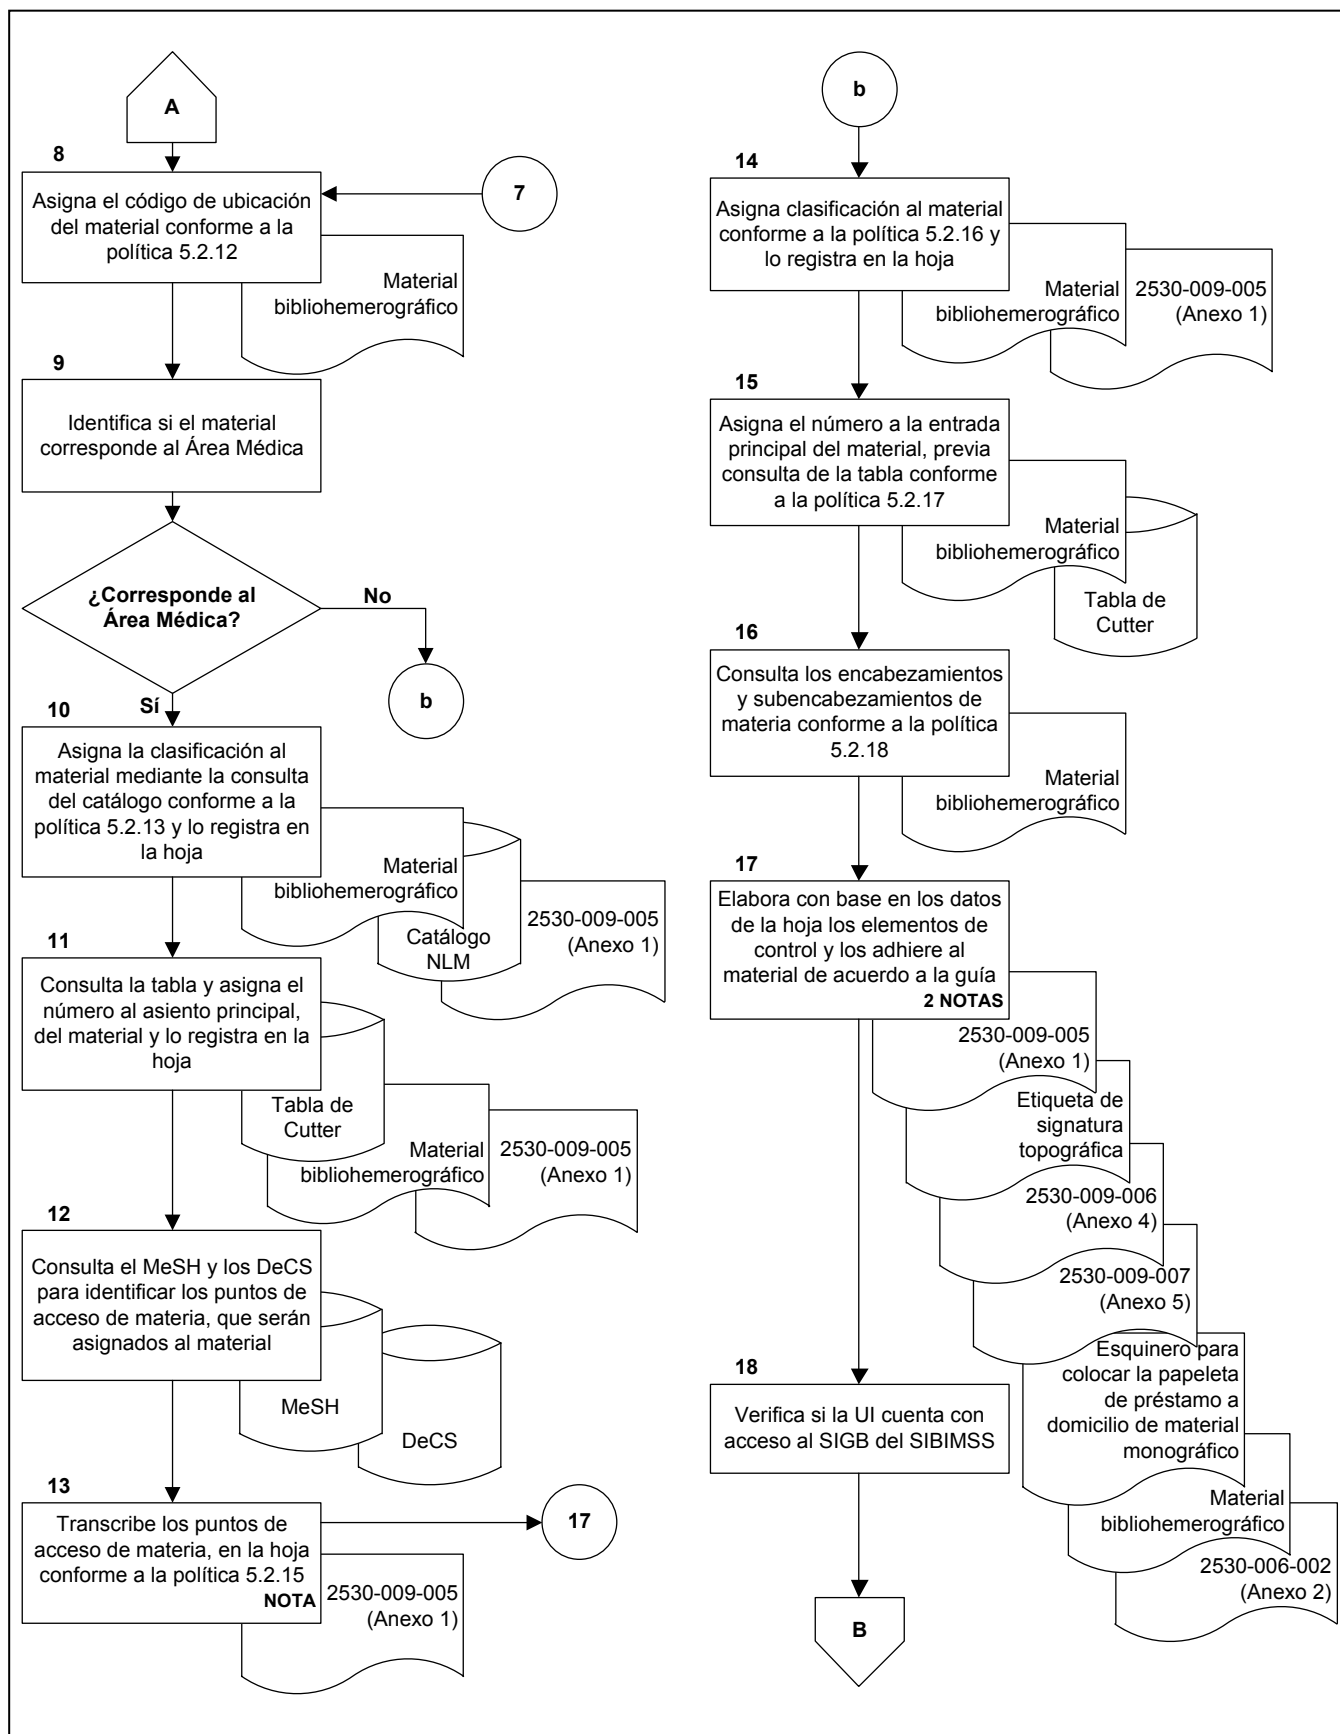 A
8
Asigna el código de ubicación
del material conforme a la
política 5.2.12
7
Material
bibliohemerográfico
9
Identifica si el material
corresponde al Área Médica
¿Corresponde al
Área Médica?
No
b
Sí
10
Asigna la clasificación al
material mediante la consulta
del catálogo conforme a la
política 5.2.13 y lo registra en
la hoja
Material
bibliohemerográfico
Catálogo
NLM
2530-009-005
(Anexo 1)
11
Consulta la tabla y asigna el
número al asiento principal,
del material y lo registra en la
hoja
Tabla de
Cutter
Material
bibliohemerográfico
2530-009-005
(Anexo 1)
12
Consulta el MeSH y los DeCS
para identificar los puntos de
acceso de materia, que serán
asignados al material
MeSH
DeCS
13
Transcribe los puntos de
acceso de materia, en la hoja
conforme a la política 5.2.15
NOTA
17
2530-009-005
(Anexo 1)
b
14
Asigna clasificación al material
conforme a la política 5.2.16 y
lo registra en la hoja
Material
bibliohemerográfico
2530-009-005
(Anexo 1)
15
Asigna el número a la entrada
principal del material, previa
consulta de la tabla conforme
a la política 5.2.17
Material
bibliohemerográfico
Tabla de
Cutter
16
Consulta los encabezamientos
y subencabezamientos de
materia conforme a la política
5.2.18
Material
bibliohemerográfico
17
Elabora con base en los datos
de la hoja los elementos de
control y los adhiere al
material de acuerdo a la guía
2 NOTAS
2530-009-005
(Anexo 1)
Etiqueta de
signatura
topográfica
2530-009-006
(Anexo 4)
2530-009-007
(Anexo 5)
Esquinero para
colocar la papeleta
de préstamo a
domicilio de material
monográfico
Material
bibliohemerográfico
2530-006-002
(Anexo 2)
18
Verifica si la UI cuenta con
acceso al SIGB del SIBIMSS
B